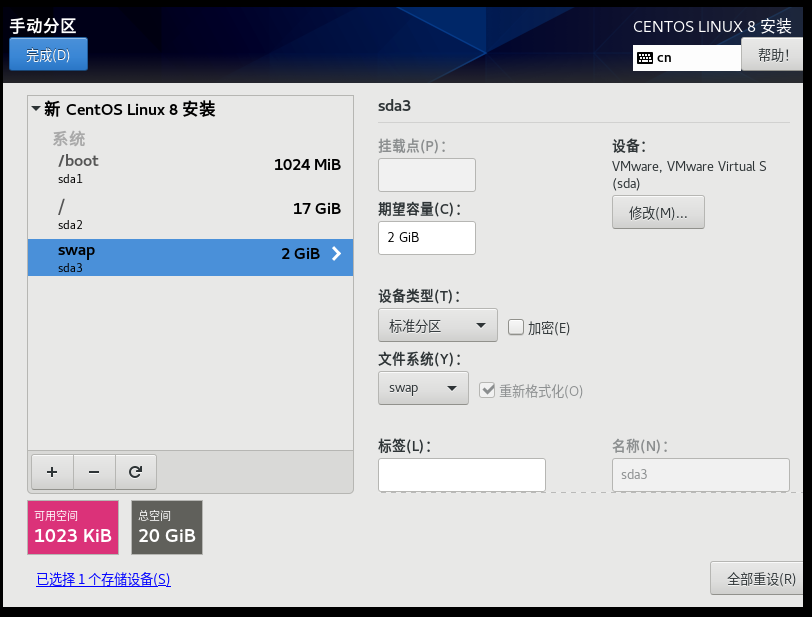 手动分区
CENTOS LINUX 8 安装
完成(D)
cn
帮助！
新 CentOS Linux 8 安装
系统
/boot
1024 MiB
sda1
/
17 GiB
sda2
swap
2 GiB
sda3
sda3
挂载点(P)：
设备：
VMware, VMware Virtual S
(sda)
期望容量(C)：
修改(M)...
2 GiB
设备类型(T)：
标准分区
加密(E)
文件系统(Y)：
swap
重新格式化(O)
标签(L)：
名称(N)：
sda3
可用空间
1023 KiB
总空间
20 GiB
已选择 1 个存储设备(S)
全部重设(R)